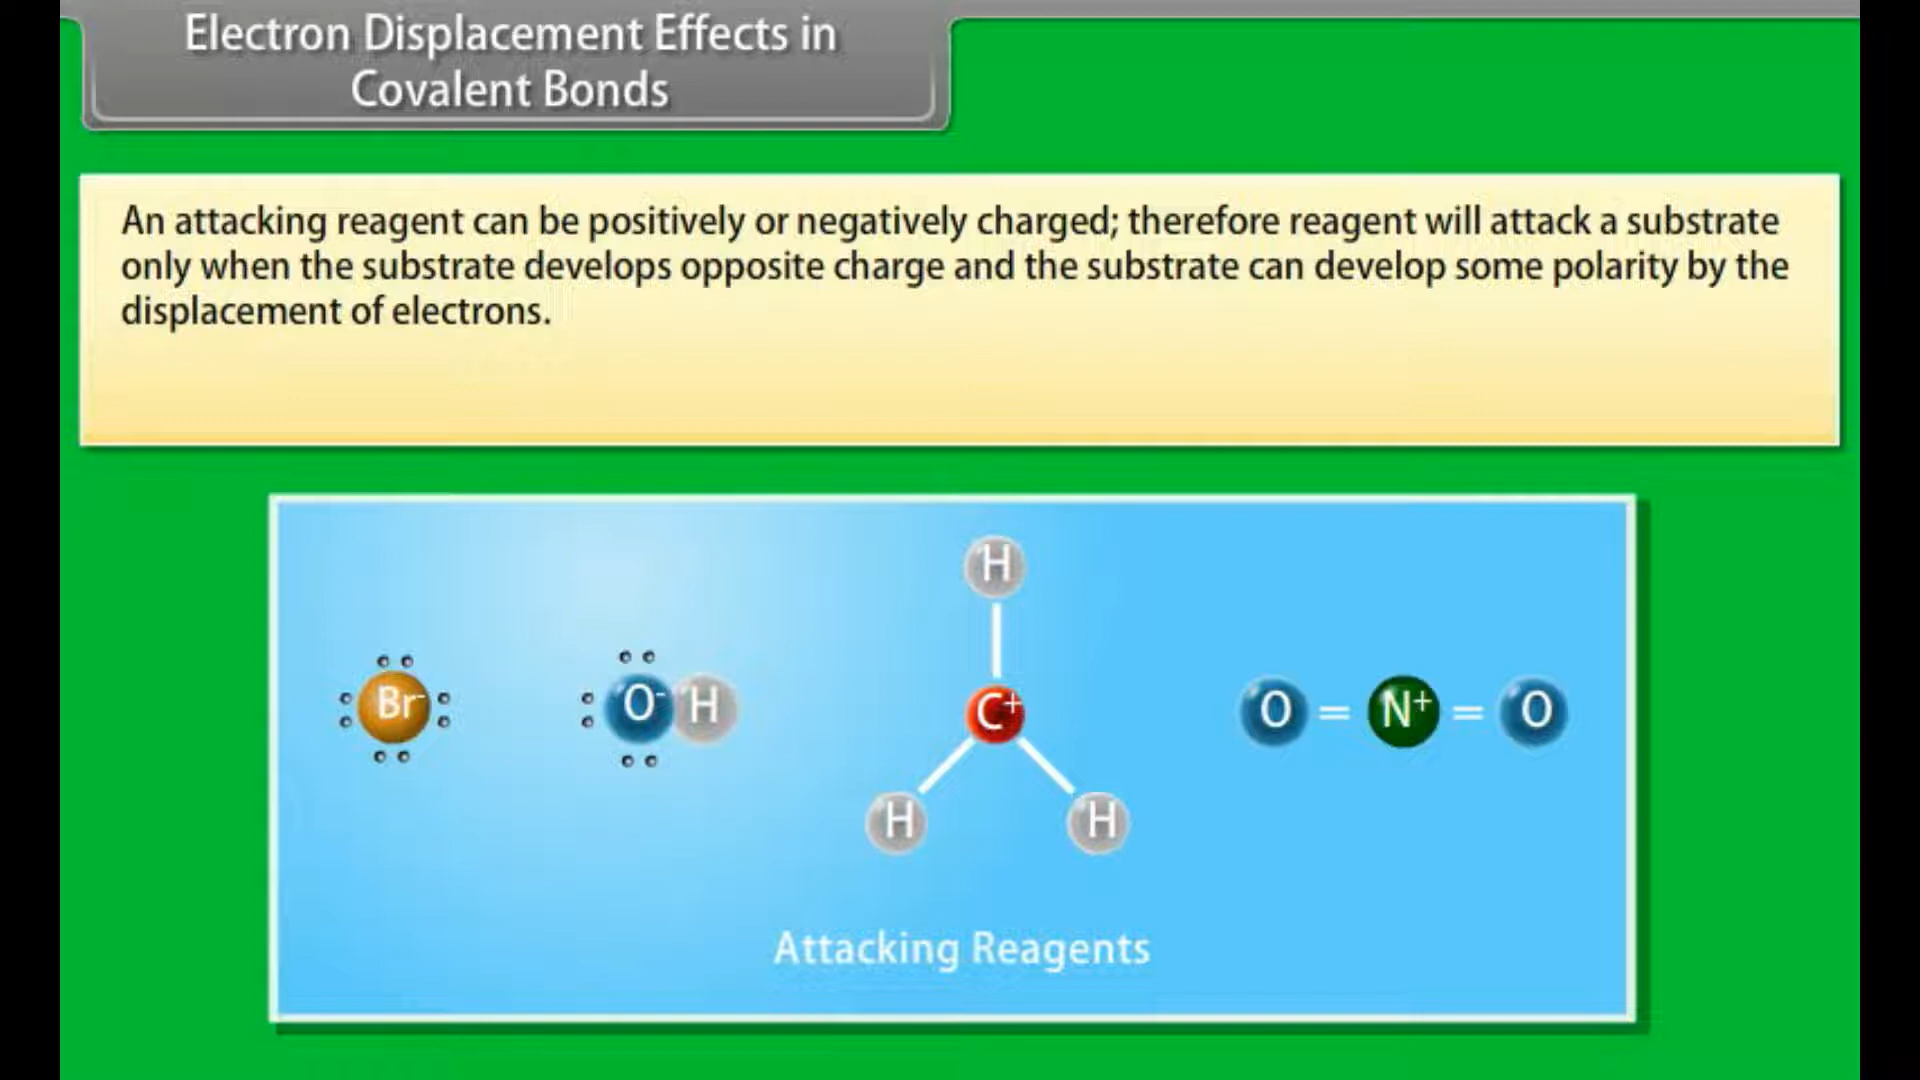 Electron Displacement Effects in
Covalent Bonds
An attacking reagent can be positively or negatively charged; therefore reagent will attack a substrate
only when the substrate develops opposite charge and the substrate can develop some polarity by the
displacement of electrons.
H
Br⁻ O⁻ H C⁺ O = N⁺ = O
H H
Attacking Reagents